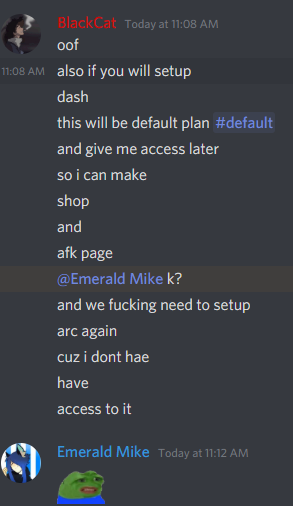 BlackCat Today at 11:08 AM
oof
11:08 AM also if you will setup
dash
this will be default plan #default
and give me access later
so i can make
shop
and
afk page
@Emerald Mike k?
and we fucking need to setup
arc again
cuz i dont hae
have
access to it
Emerald Mike Today at 11:12 AM